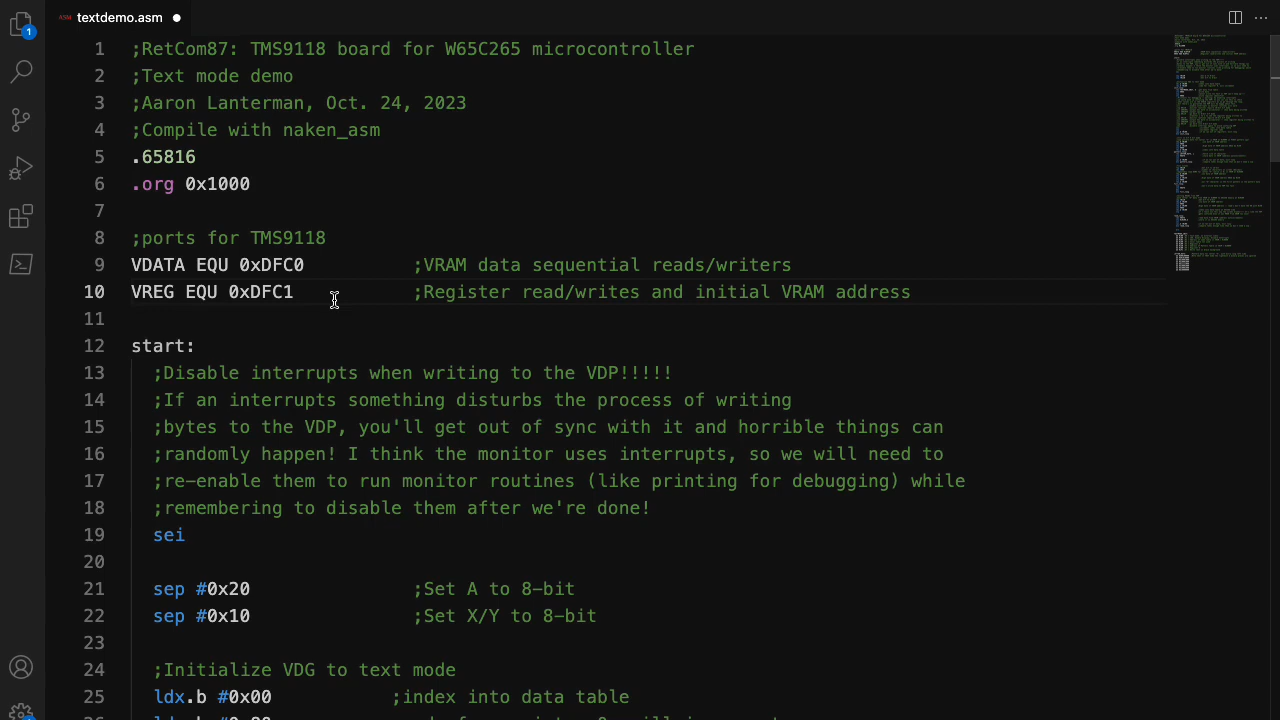 ASM textdemo.asm
1
1 ;RetCom87: TMS9118 board for W65C265 microcontroller
2 ;Text mode demo
3 ;Aaron Lanterman, Oct. 24, 2023
4 ;Compile with naken_asm
5 .65816
6 .org 0x1000
7
8 ;ports for TMS9118
9 VDATA EQU 0xDFC0 ;VRAM data sequential reads/writers
10 VREG EQU 0xDFC1 ;Register read/writes and initial VRAM address
11
12 start:
13 ;Disable interrupts when writing to the VDP!!!!!
14 ;If an interrupts something disturbs the process of writing
15 ;bytes to the VDP, you'll get out of sync with it and horrible things can
16 ;randomly happen! I think the monitor uses interrupts, so we will need to
17 ;re-enable them to run monitor routines (like printing for debugging) while
18 ;remembering to disable them after we're done!
19 sei
20
21 sep #0x20 ;Set A to 8-bit
22 sep #0x10 ;Set X/Y to 8-bit
23
24 ;Initialize VDG to text mode
25 ldx.b #0x00 ;index into data table